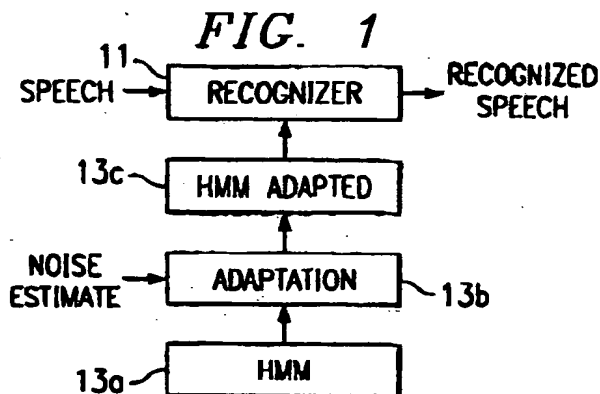 FIG. 1
11
SPEECH
RECOGNIZER
RECOGNIZED
SPEECH
13c
HMM ADAPTED
NOISE
ESTIMATE
ADAPTATION
13b
13a
HMM